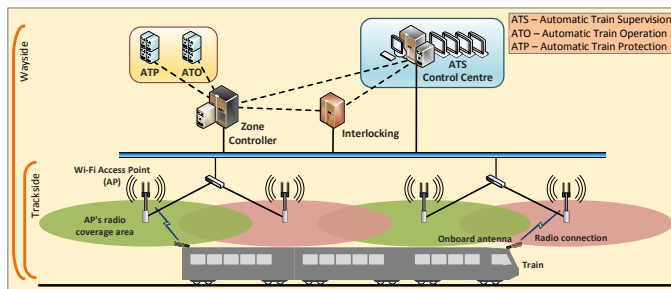 ATS – Automatic Train Supervision
ATO – Automatic Train Operation
ATP – Automatic Train Protection
Wayside
ATP
ATO
ATS
Control Centre
Zone
Controller
Interlocking
Trackside
Wi-Fi Access Point
(AP)
AP's radio
coverage area
Onboard antenna
Radio connection
Train